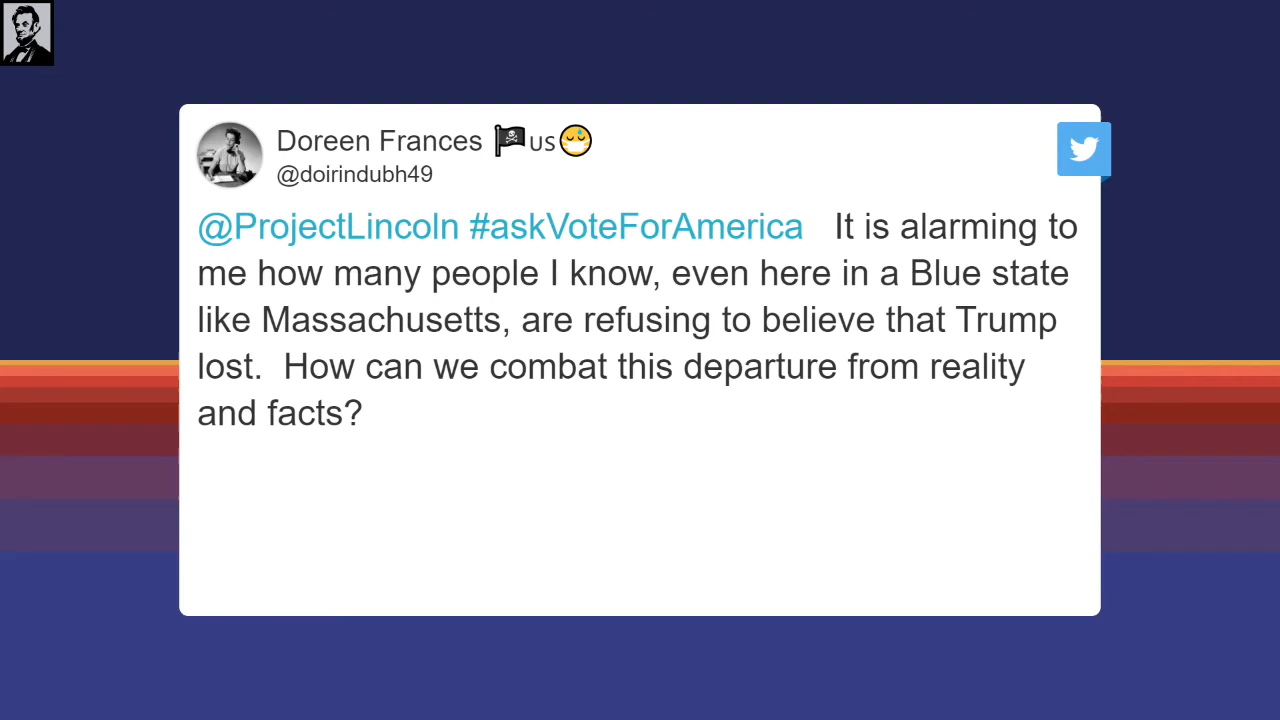 Doreen Frances 🏴‍☠️US😷
@doirindubh49
@ProjectLincoln #askVoteForAmerica It is alarming to
me how many people I know, even here in a Blue state
like Massachusetts, are refusing to believe that Trump
lost. How can we combat this departure from reality
and facts?